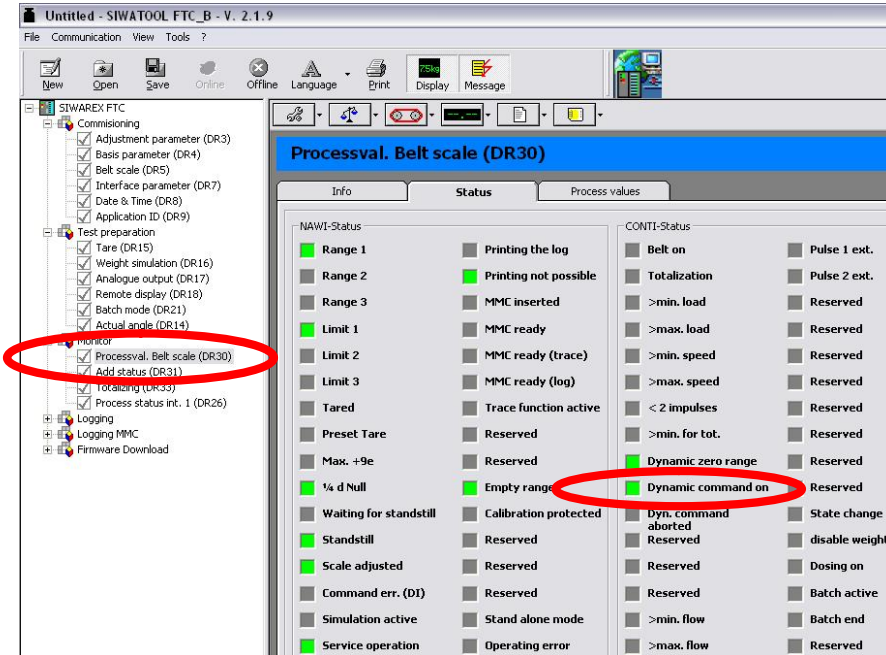 Untitled - SIWATOOL FTC_B - V. 2.1.9
File Communication View Tools ?
New Open Save Online Offline Language Print Display Message
7.5kg
SIWAREX FTC
Commisioning
Adjustment parameter (DR3)
Basis parameter (DR4)
Belt scale (DR5)
Interface parameter (DR7)
Date & Time (DR8)
Application ID (DR9)
Test preparation
Tare (DR15)
Weight simulation (DR16)
Analogue output (DR17)
Remote display (DR18)
Batch mode (DR21)
Actual angle (DR14)
Monitor
Processval. Belt scale (DR30)
Add status (DR31)
Totalizing (DR33)
Process status int. 1 (DR26)
Logging
Logging MMC
Firmware Download
Processval. Belt scale (DR30)
Info Status Process values
NAWI-Status CONTI-Status
Range 1 Printing the log Belt on Pulse 1 ext.
Range 2 Printing not possible Totalization Pulse 2 ext.
Range 3 MMC inserted >min. load Reserved
Limit 1 MMC ready >max. load Reserved
Limit 2 MMC ready (trace) >min. speed Reserved
Limit 3 MMC ready (log) >max. speed Reserved
Tared Trace function active < 2 impulses Reserved
Preset Tare Reserved >min. for tot. Reserved
Max. +9e Reserved Dynamic zero range Reserved
¼ d Null Empty range Dynamic command on Reserved
Waiting for standstill Calibration protected Dyn. command aborted State change
Standstill Reserved Reserved disable weight
Scale adjusted Reserved Reserved Dosing on
Command err. (DI) Reserved Reserved Batch active
Simulation active Stand alone mode >min. flow Batch end
Service operation Operating error >max. flow Reserved